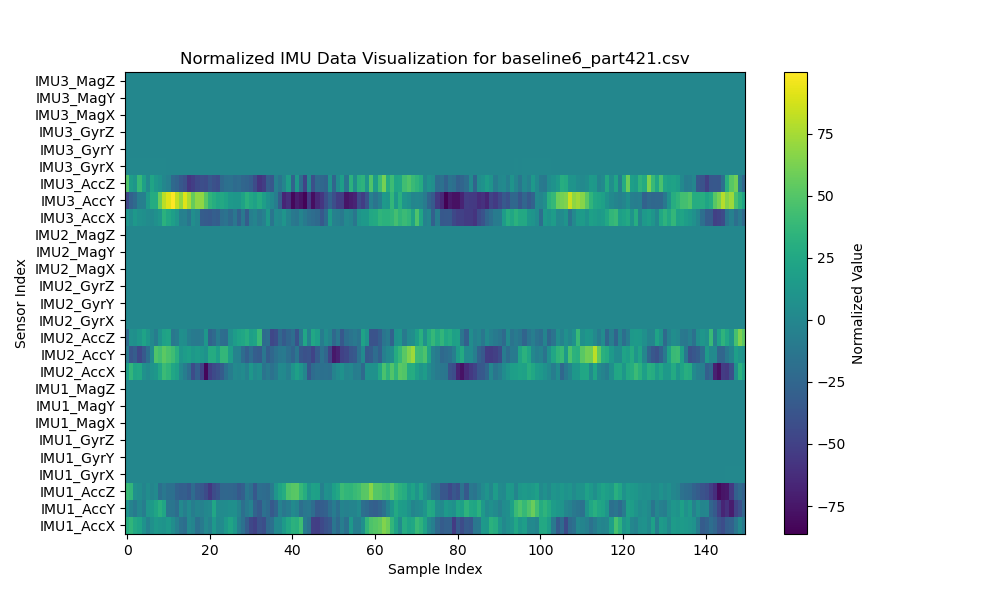 Normalized IMU Data Visualization for baseline6_part421.csv
IMU3_MagZ
IMU3_MagY
IMU3_MagX
IMU3_GyrZ
IMU3_GyrY
IMU3_GyrX
IMU3_AccZ
IMU3_AccY
IMU3_AccX
IMU2_MagZ
IMU2_MagY
IMU2_MagX
IMU2_GyrZ
IMU2_GyrY
IMU2_GyrX
IMU2_AccZ
IMU2_AccY
IMU2_AccX
IMU1_MagZ
IMU1_MagY
IMU1_MagX
IMU1_GyrZ
IMU1_GyrY
IMU1_GyrX
IMU1_AccZ
IMU1_AccY
IMU1_AccX
Sensor Index
0 20 40 60 80 100 120 140
Sample Index
75
50
25
0
−25
−50
−75
Normalized Value